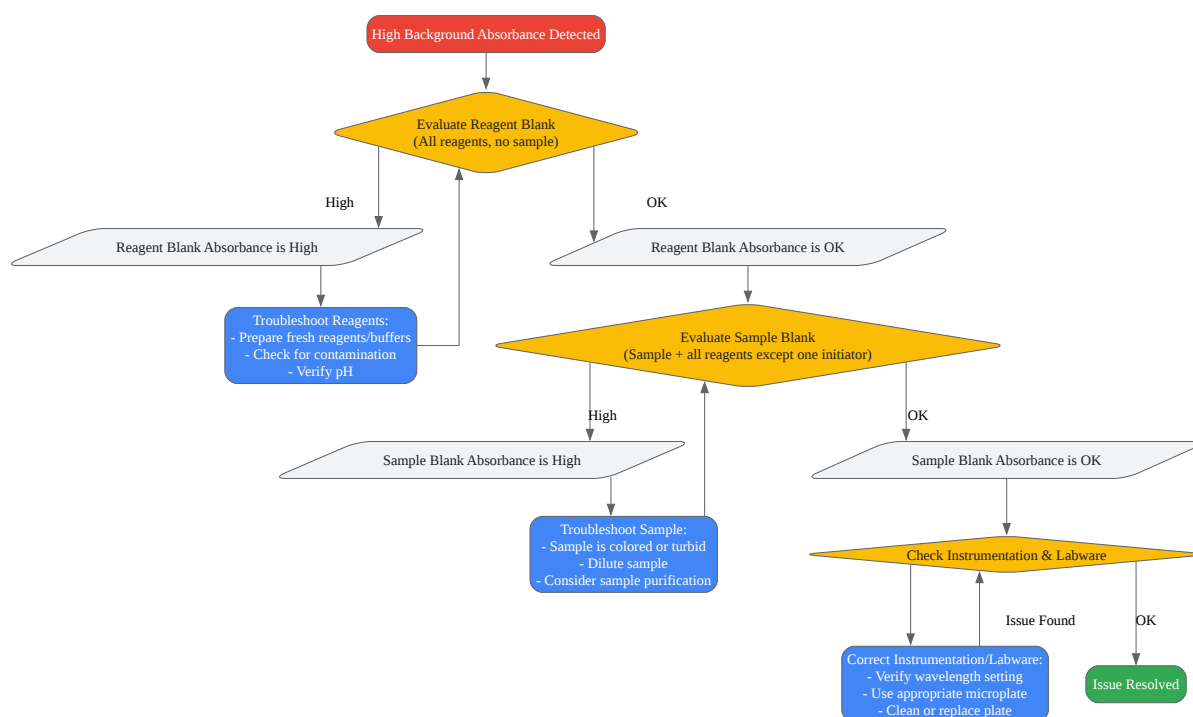 High Background Absorbance Detected
Evaluate Reagent Blank
(All reagents, no sample)
High
OK
Reagent Blank Absorbance is High
Reagent Blank Absorbance is OK
Troubleshoot Reagents:
- Prepare fresh reagents/buffers
- Check for contamination
- Verify pH
Evaluate Sample Blank
(Sample + all reagents except one initiator)
High
OK
Sample Blank Absorbance is High
Sample Blank Absorbance is OK
Troubleshoot Sample:
- Sample is colored or turbid
- Dilute sample
- Consider sample purification
Check Instrumentation & Labware
Issue Found
OK
Correct Instrumentation/Labware:
- Verify wavelength setting
- Use appropriate microplate
- Clean or replace plate
Issue Resolved